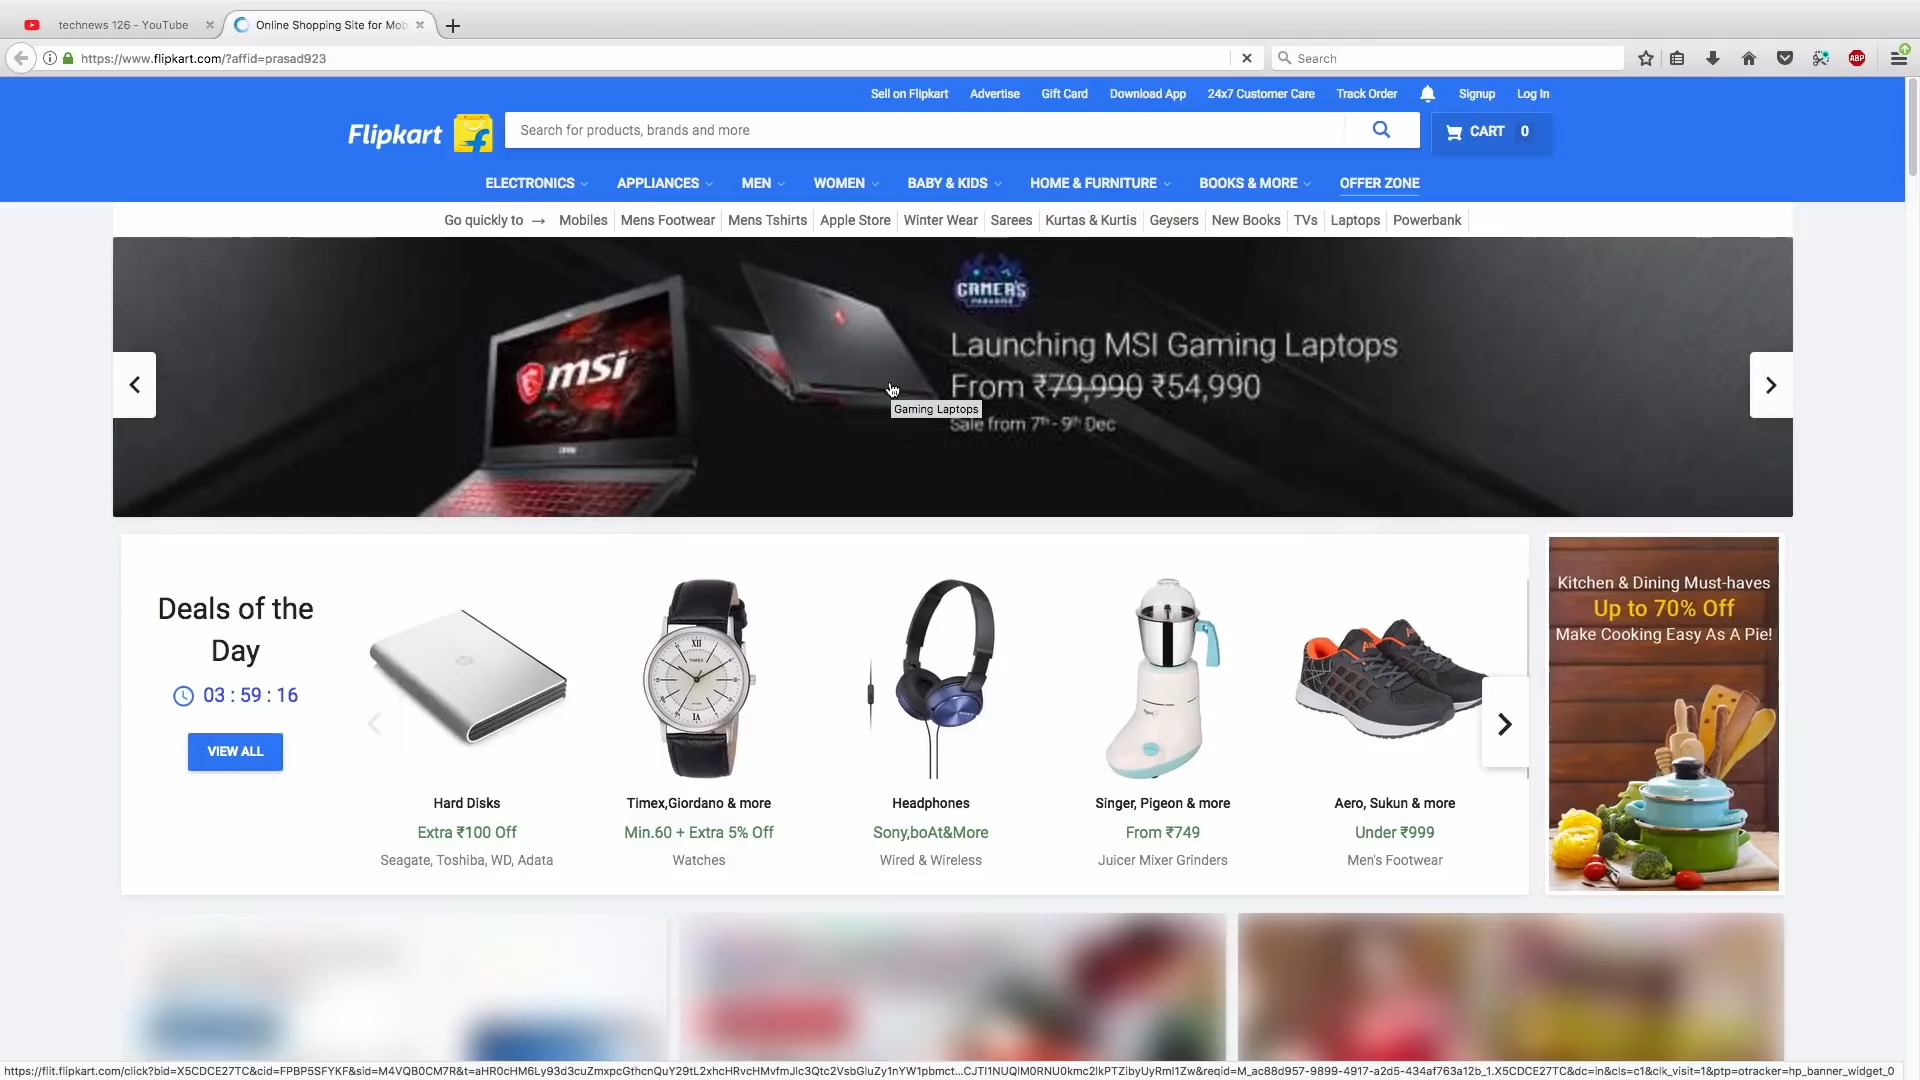 technews 126 - YouTube
Online Shopping Site for Mob
https://www.flipkart.com/?affid=prasad923
Search
ABP
Sell on Flipkart Advertise Gift Card Download App 24x7 Customer Care Track Order Signup Log In
Flipkart
Search for products, brands and more
CART 0
ELECTRONICS APPLIANCES MEN WOMEN BABY & KIDS HOME & FURNITURE BOOKS & MORE OFFER ZONE
Go quickly to → Mobiles Mens Footwear Mens Tshirts Apple Store Winter Wear Sarees Kurtas & Kurtis Geysers New Books TVs Laptops Powerbank
GAMER'S
msi
Launching MSI Gaming Laptops
From ₹79,990 ₹54,990
Gaming Laptops
Sale from 7th - 9th Dec
Deals of the
Day
03 : 59 : 16
VIEW ALL
Hard Disks
Extra ₹100 Off
Seagate, Toshiba, WD, Adata
TIMEX
Timex,Giordano & more
Min.60 + Extra 5% Off
Watches
SONY
Headphones
Sony,boAt&More
Wired & Wireless
Singer, Pigeon & more
From ₹749
Juicer Mixer Grinders
Aero, Sukun & more
Under ₹999
Men's Footwear
Kitchen & Dining Must-haves
Up to 70% Off
Make Cooking Easy As A Pie!